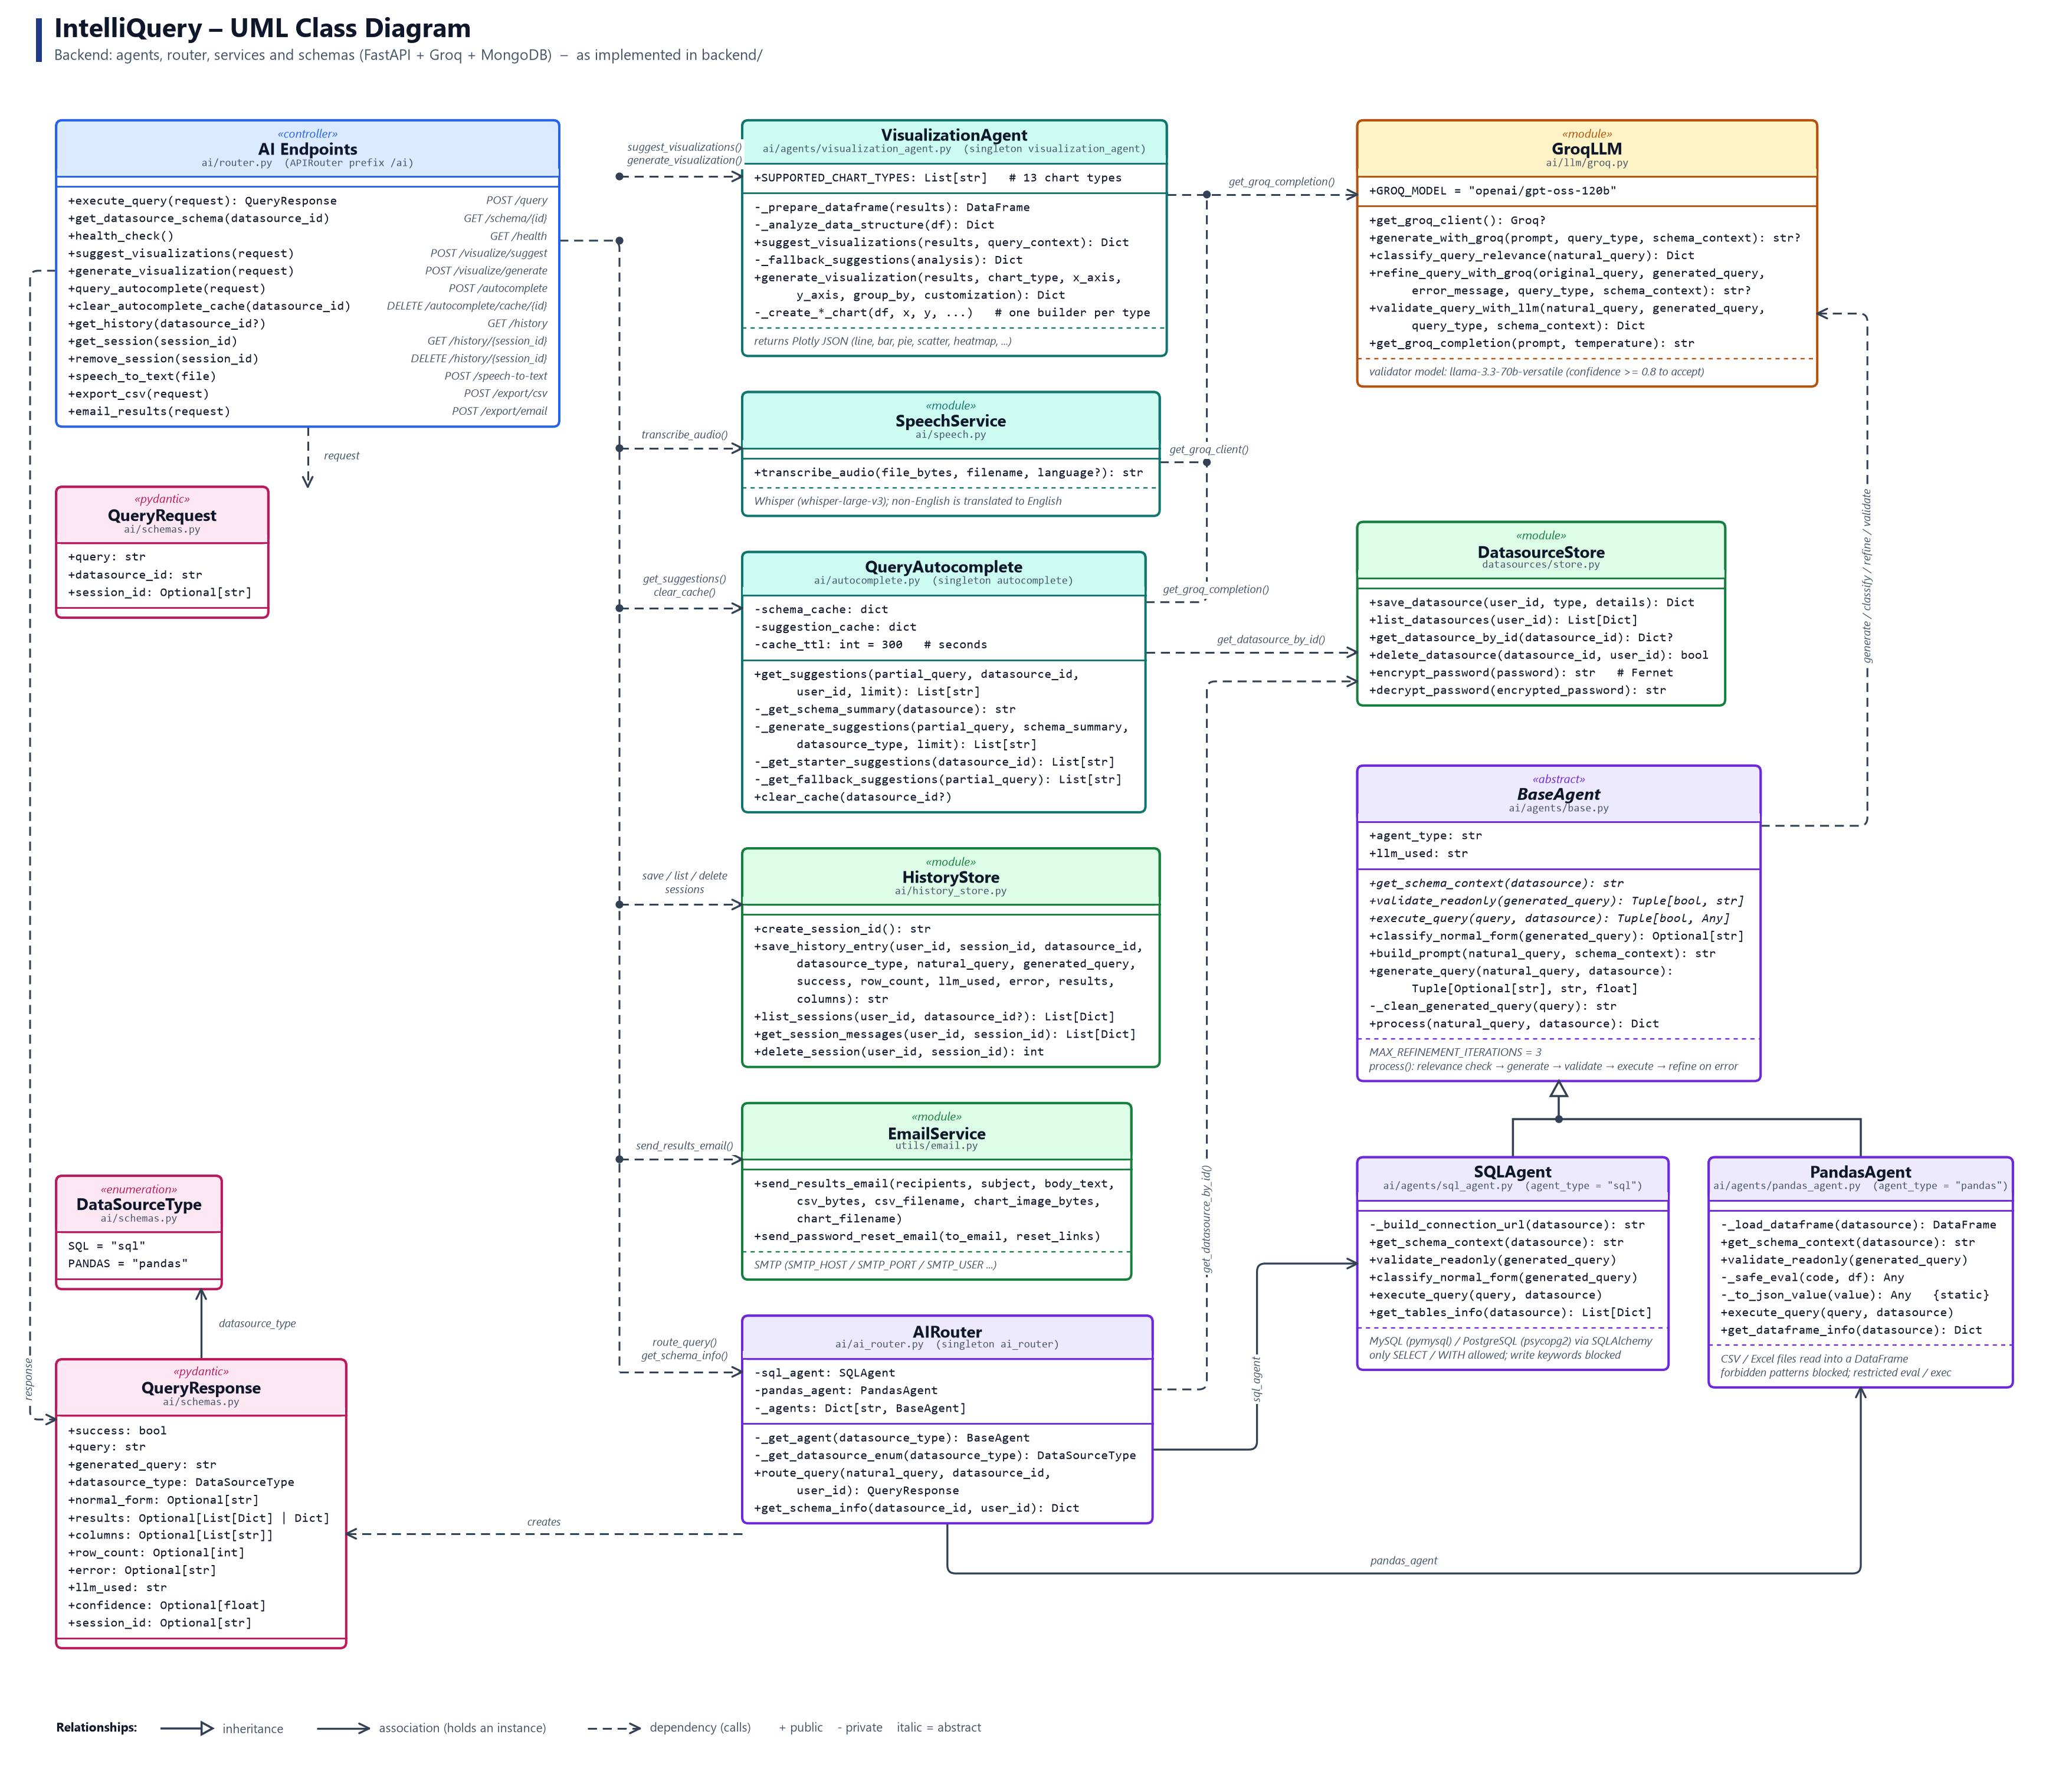 IntelliQuery – UML Class Diagram
Backend: agents, router, services and schemas (FastAPI + Groq + MongoDB) – as implemented in backend/
«controller»
AI Endpoints
ai/router.py (APIRouter prefix /ai)
+execute_query(request): QueryResponse POST /query
+get_datasource_schema(datasource_id) GET /schema/{id}
+health_check() GET /health
+suggest_visualizations(request) POST /visualize/suggest
+generate_visualization(request) POST /visualize/generate
+query_autocomplete(request) POST /autocomplete
+clear_autocomplete_cache(datasource_id) DELETE /autocomplete/cache/{id}
+get_history(datasource_id?) GET /history
+get_session(session_id) GET /history/{session_id}
+remove_session(session_id) DELETE /history/{session_id}
+speech_to_text(file) POST /speech-to-text
+export_csv(request) POST /export/csv
+email_results(request) POST /export/email
request
«pydantic»
QueryRequest
ai/schemas.py
+query: str
+datasource_id: str
+session_id: Optional[str]
«enumeration»
DataSourceType
ai/schemas.py
SQL = "sql"
PANDAS = "pandas"
datasource_type
response
«pydantic»
QueryResponse
ai/schemas.py
+success: bool
+query: str
+generated_query: str
+datasource_type: DataSourceType
+normal_form: Optional[str]
+results: Optional[List[Dict] | Dict]
+columns: Optional[List[str]]
+row_count: Optional[int]
+error: Optional[str]
+llm_used: str
+confidence: Optional[float]
+session_id: Optional[str]
creates
suggest_visualizations()
generate_visualization()
VisualizationAgent
ai/agents/visualization_agent.py (singleton visualization_agent)
+SUPPORTED_CHART_TYPES: List[str] # 13 chart types
-_prepare_dataframe(results): DataFrame
-_analyze_data_structure(df): Dict
+suggest_visualizations(results, query_context): Dict
-_fallback_suggestions(analysis): Dict
+generate_visualization(results, chart_type, x_axis,
y_axis, group_by, customization): Dict
-_create_*_chart(df, x, y, ...) # one builder per type
returns Plotly JSON (line, bar, pie, scatter, heatmap, ...)
transcribe_audio()
«module»
SpeechService
ai/speech.py
+transcribe_audio(file_bytes, filename, language?): str
Whisper (whisper-large-v3); non-English is translated to English
get_suggestions()
clear_cache()
QueryAutocomplete
ai/autocomplete.py (singleton autocomplete)
-schema_cache: dict
-suggestion_cache: dict
-cache_ttl: int = 300 # seconds
+get_suggestions(partial_query, datasource_id,
user_id, limit): List[str]
-_get_schema_summary(datasource): str
-_generate_suggestions(partial_query, schema_summary,
datasource_type, limit): List[str]
-_get_starter_suggestions(datasource_id): List[str]
-_get_fallback_suggestions(partial_query): List[str]
+clear_cache(datasource_id?)
save / list / delete
sessions
«module»
HistoryStore
ai/history_store.py
+create_session_id(): str
+save_history_entry(user_id, session_id, datasource_id,
datasource_type, natural_query, generated_query,
success, row_count, llm_used, error, results,
columns): str
+list_sessions(user_id, datasource_id?): List[Dict]
+get_session_messages(user_id, session_id): List[Dict]
+delete_session(user_id, session_id): int
send_results_email()
«module»
EmailService
utils/email.py
+send_results_email(recipients, subject, body_text,
csv_bytes, csv_filename, chart_image_bytes,
chart_filename)
+send_password_reset_email(to_email, reset_links)
SMTP (SMTP_HOST / SMTP_PORT / SMTP_USER ...)
route_query()
get_schema_info()
AIRouter
ai/ai_router.py (singleton ai_router)
-sql_agent: SQLAgent
-pandas_agent: PandasAgent
-_agents: Dict[str, BaseAgent]
-_get_agent(datasource_type): BaseAgent
-_get_datasource_enum(datasource_type): DataSourceType
+route_query(natural_query, datasource_id,
user_id): QueryResponse
+get_schema_info(datasource_id, user_id): Dict
get_groq_completion()
get_groq_client()
get_groq_completion()
get_datasource_by_id()
get_datasource_by_id()
sql_agent
pandas_agent
«module»
GroqLLM
ai/llm/groq.py
+GROQ_MODEL = "openai/gpt-oss-120b"
+get_groq_client(): Groq?
+generate_with_groq(prompt, query_type, schema_context): str?
+classify_query_relevance(natural_query): Dict
+refine_query_with_groq(original_query, generated_query,
error_message, query_type, schema_context): str?
+validate_query_with_llm(natural_query, generated_query,
query_type, schema_context): Dict
+get_groq_completion(prompt, temperature): str
validator model: llama-3.3-70b-versatile (confidence >= 0.8 to accept)
generate / classify / refine / validate
«module»
DatasourceStore
datasources/store.py
+save_datasource(user_id, type, details): Dict
+list_datasources(user_id): List[Dict]
+get_datasource_by_id(datasource_id): Dict?
+delete_datasource(datasource_id, user_id): bool
+encrypt_password(password): str # Fernet
+decrypt_password(encrypted_password): str
«abstract»
BaseAgent
ai/agents/base.py
+agent_type: str
+llm_used: str
+get_schema_context(datasource): str
+validate_readonly(generated_query): Tuple[bool, str]
+execute_query(query, datasource): Tuple[bool, Any]
+classify_normal_form(generated_query): Optional[str]
+build_prompt(natural_query, schema_context): str
+generate_query(natural_query, datasource):
Tuple[Optional[str], str, float]
-_clean_generated_query(query): str
+process(natural_query, datasource): Dict
MAX_REFINEMENT_ITERATIONS = 3
process(): relevance check → generate → validate → execute → refine on error
SQLAgent
ai/agents/sql_agent.py (agent_type = "sql")
-_build_connection_url(datasource): str
+get_schema_context(datasource): str
+validate_readonly(generated_query)
+classify_normal_form(generated_query)
+execute_query(query, datasource)
+get_tables_info(datasource): List[Dict]
MySQL (pymysql) / PostgreSQL (psycopg2) via SQLAlchemy
only SELECT / WITH allowed; write keywords blocked
PandasAgent
ai/agents/pandas_agent.py (agent_type = "pandas")
-_load_dataframe(datasource): DataFrame
+get_schema_context(datasource): str
+validate_readonly(generated_query)
-_safe_eval(code, df): Any
-_to_json_value(value): Any {static}
+execute_query(query, datasource)
+get_dataframe_info(datasource): Dict
CSV / Excel files read into a DataFrame
forbidden patterns blocked; restricted eval / exec
Relationships: inheritance association (holds an instance) dependency (calls) + public - private italic = abstract